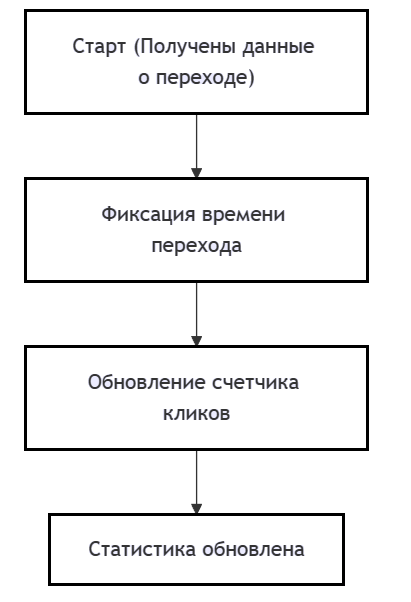 Старт (Получены данные
о переходе)
Фиксация времени
перехода
Обновление счетчика
кликов
Статистика обновлена